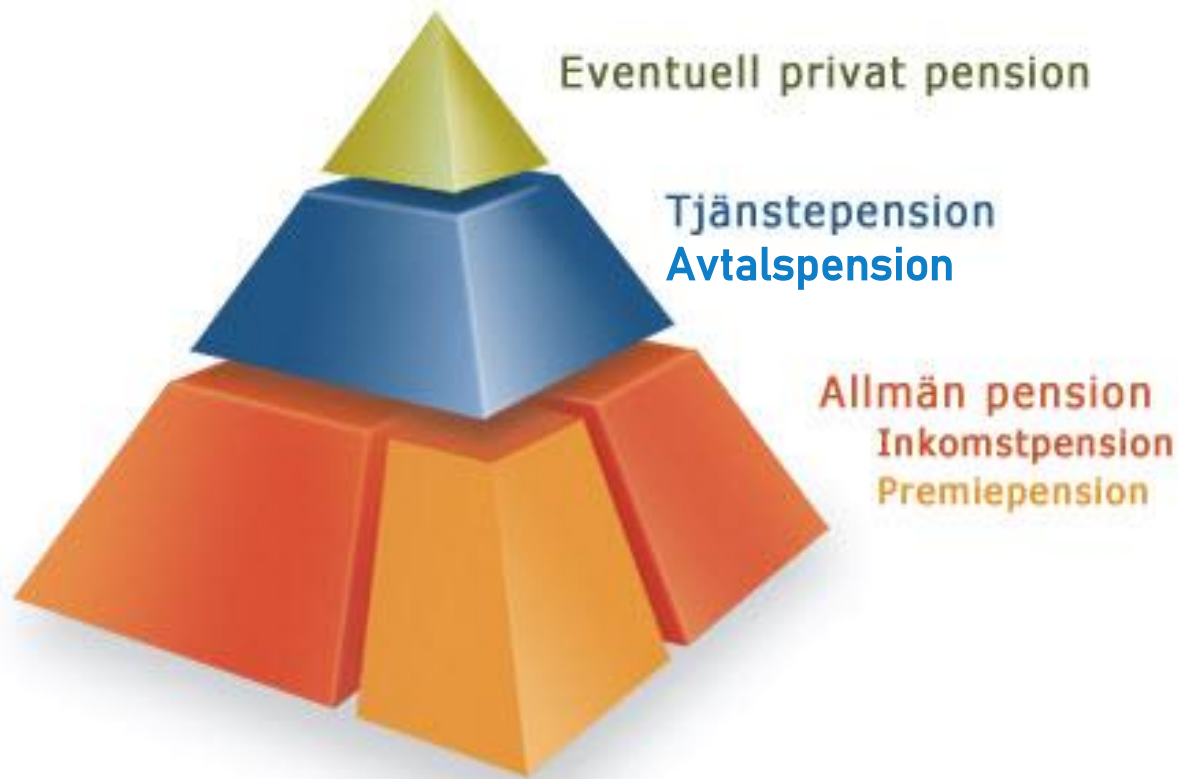 Eventuell privat pension
Tjänstepension
Avtalspension
Allmän pension
Inkomstpension
Premiepension